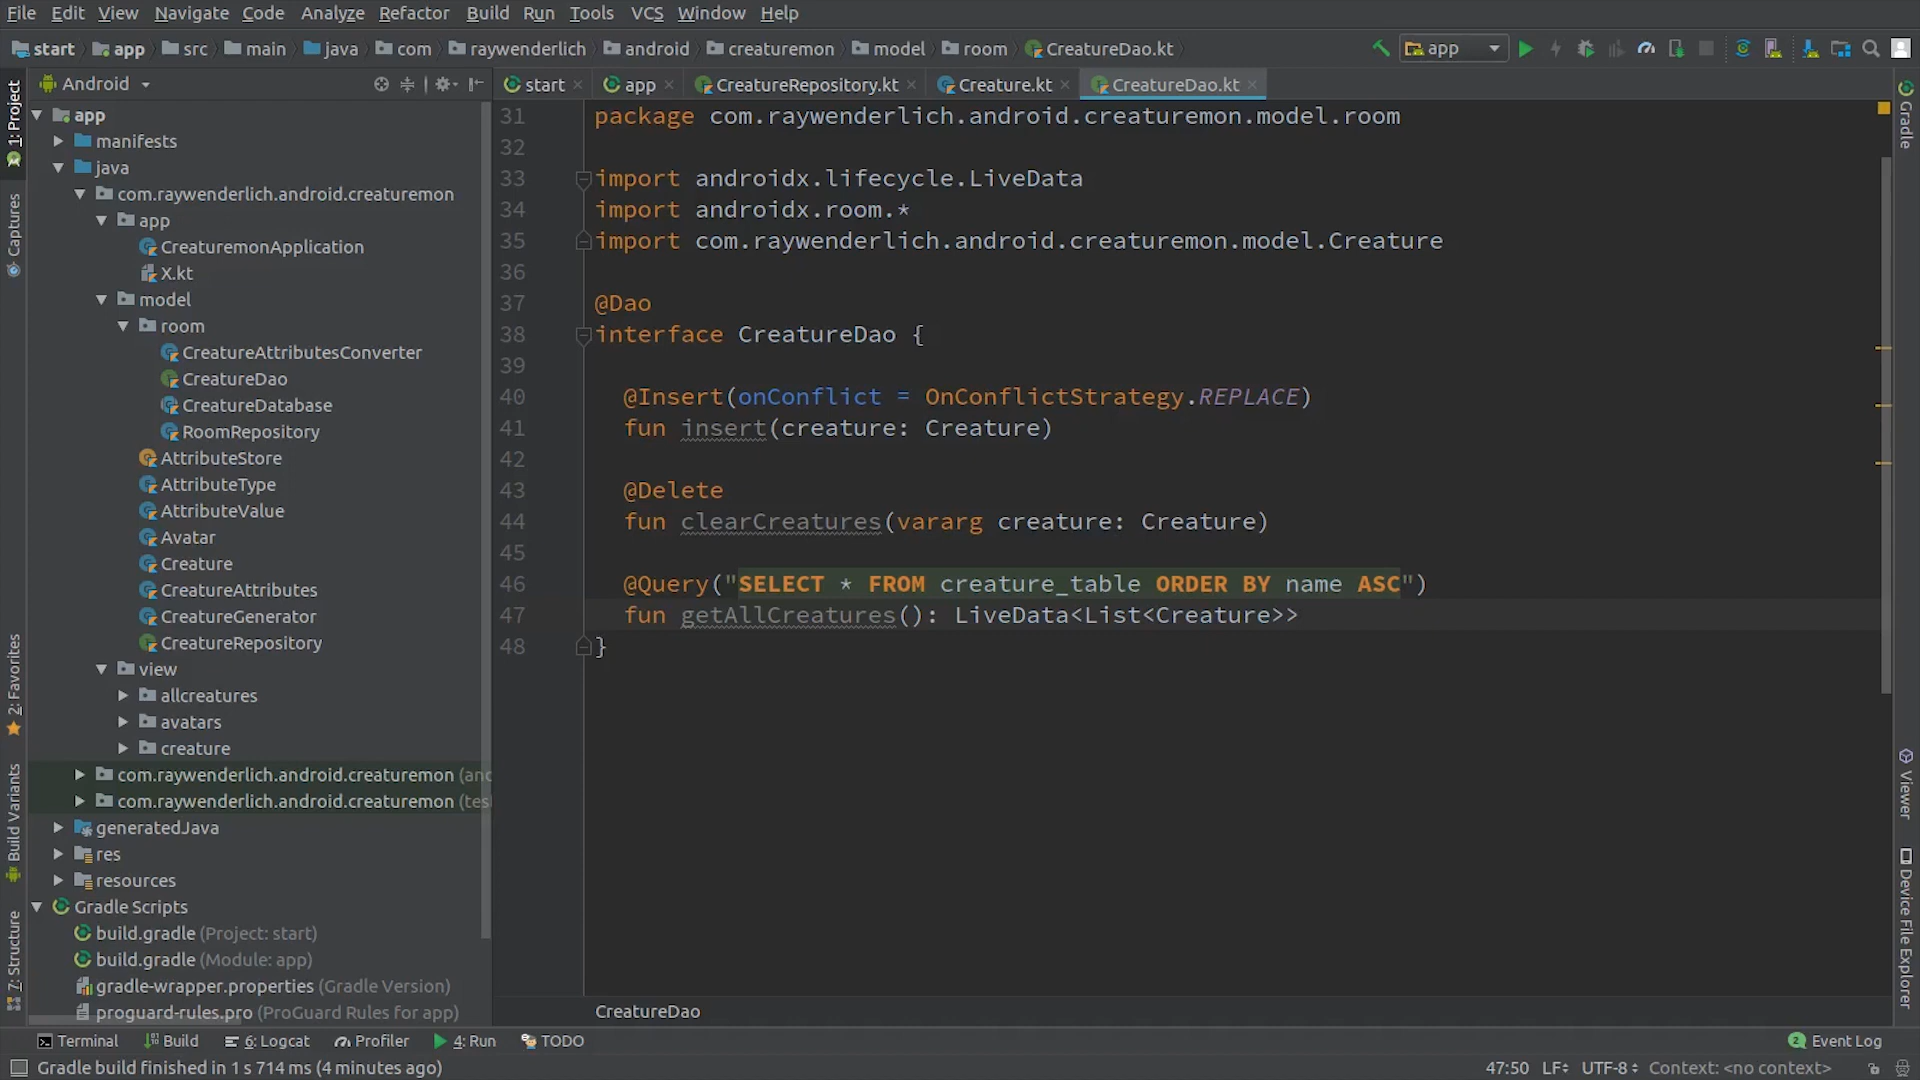 File Edit View Navigate Code Analyze Refactor Build Run Tools VCS Window Help
start app src main java com raywenderlich android creaturemon model room CreatureDao.kt app
Android start app CreatureRepository.kt Creature.kt CreatureDao.kt
1: Project
Captures
2: Favorites
Build Variants
7: Structure
app
manifests
java
com.raywenderlich.android.creaturemon
app
CreaturemonApplication
X.kt
model
room
CreatureAttributesConverter
CreatureDao
CreatureDatabase
RoomRepository
AttributeStore
AttributeType
AttributeValue
Avatar
Creature
CreatureAttributes
CreatureGenerator
CreatureRepository
view
allcreatures
avatars
creature
com.raywenderlich.android.creaturemon (and
com.raywenderlich.android.creaturemon (test
generatedJava
res
resources
Gradle Scripts
build.gradle (Project: start)
build.gradle (Module: app)
gradle-wrapper.properties (Gradle Version)
proguard-rules.pro (ProGuard Rules for app)
31 package com.raywenderlich.android.creaturemon.model.room
32
33 import androidx.lifecycle.LiveData
34 import androidx.room.*
35 import com.raywenderlich.android.creaturemon.model.Creature
36
37 @Dao
38 interface CreatureDao {
39
40 @Insert(onConflict = OnConflictStrategy.REPLACE)
41 fun insert(creature: Creature)
42
43 @Delete
44 fun clearCreatures(vararg creature: Creature)
45
46 @Query("SELECT * FROM creature_table ORDER BY name ASC")
47 fun getAllCreatures(): LiveData<List<Creature>>
48 }
CreatureDao
Gradle
Viewer
Device File Explorer
Terminal Build 6: Logcat Profiler 4: Run TODO 2 Event Log
Gradle build finished in 1 s 714 ms (4 minutes ago) 47:50 LF UTF-8 Context: <no context>